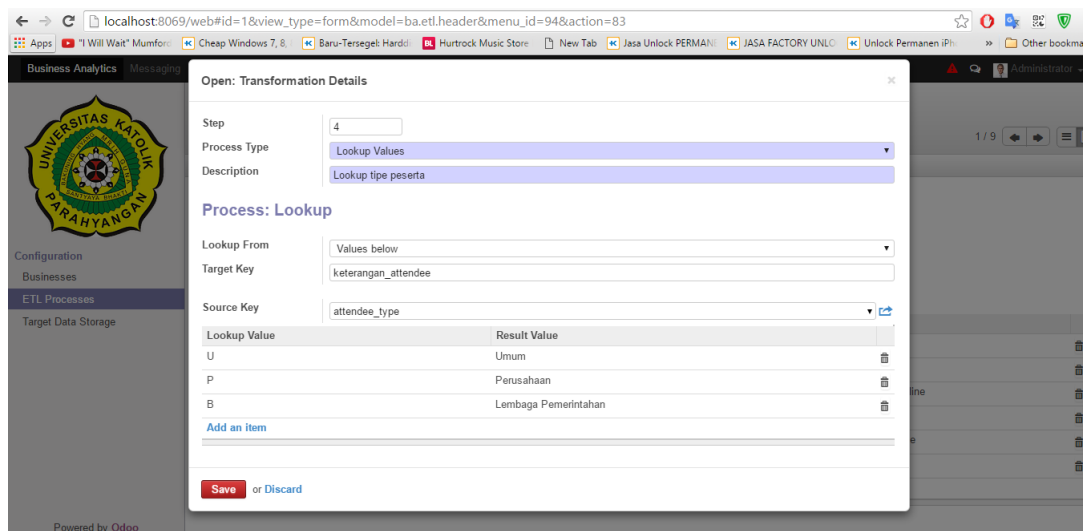 localhost:8069/web#id=1&view_type=form&model=ba.etl.header&menu_id=94&action=83
Apps "I Will Wait" Mumford Cheap Windows 7, 8, Baru-Tersegel: Harddi BL Hurtrock Music Store New Tab Jasa Unlock PERMANE JASA FACTORY UNLO Unlock Permanen iPh » Other bookma
Business Analytics Messaging Administrator
Open: Transformation Details ×
UNIVERSITAS KATOLIK
PARAHYANGAN
1 / 9
Step 4
Process Type Lookup Values
Description Lookup tipe peserta
Process: Lookup
Lookup From Values below
Target Key keterangan_attendee
Source Key attendee_type
Configuration
Businesses
ETL Processes
Target Data Storage
Lookup Value Result Value
U Umum
P Perusahaan
B Lembaga Pemerintahan
Add an item
line
e
Save or Discard
Powered by Odoo